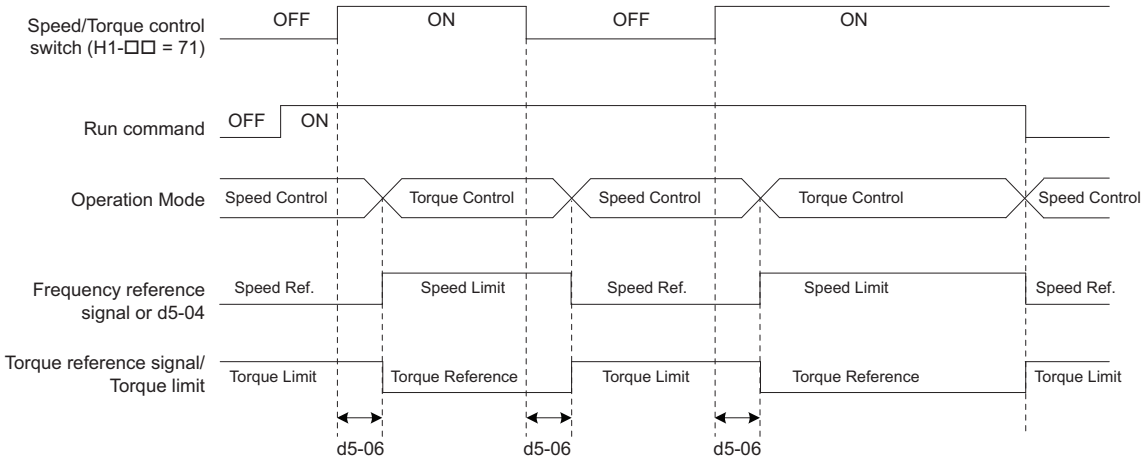 Speed/Torque control
switch (H1-□□ = 71)
OFF ON OFF ON
Run command
OFF ON
Operation Mode
Speed Control Torque Control Speed Control Torque Control Speed Control
Frequency reference
signal or d5-04
Speed Ref. Speed Limit Speed Ref. Speed Limit Speed Ref.
Torque reference signal/
Torque limit
Torque Limit Torque Reference Torque Limit Torque Reference Torque Limit
d5-06 d5-06 d5-06